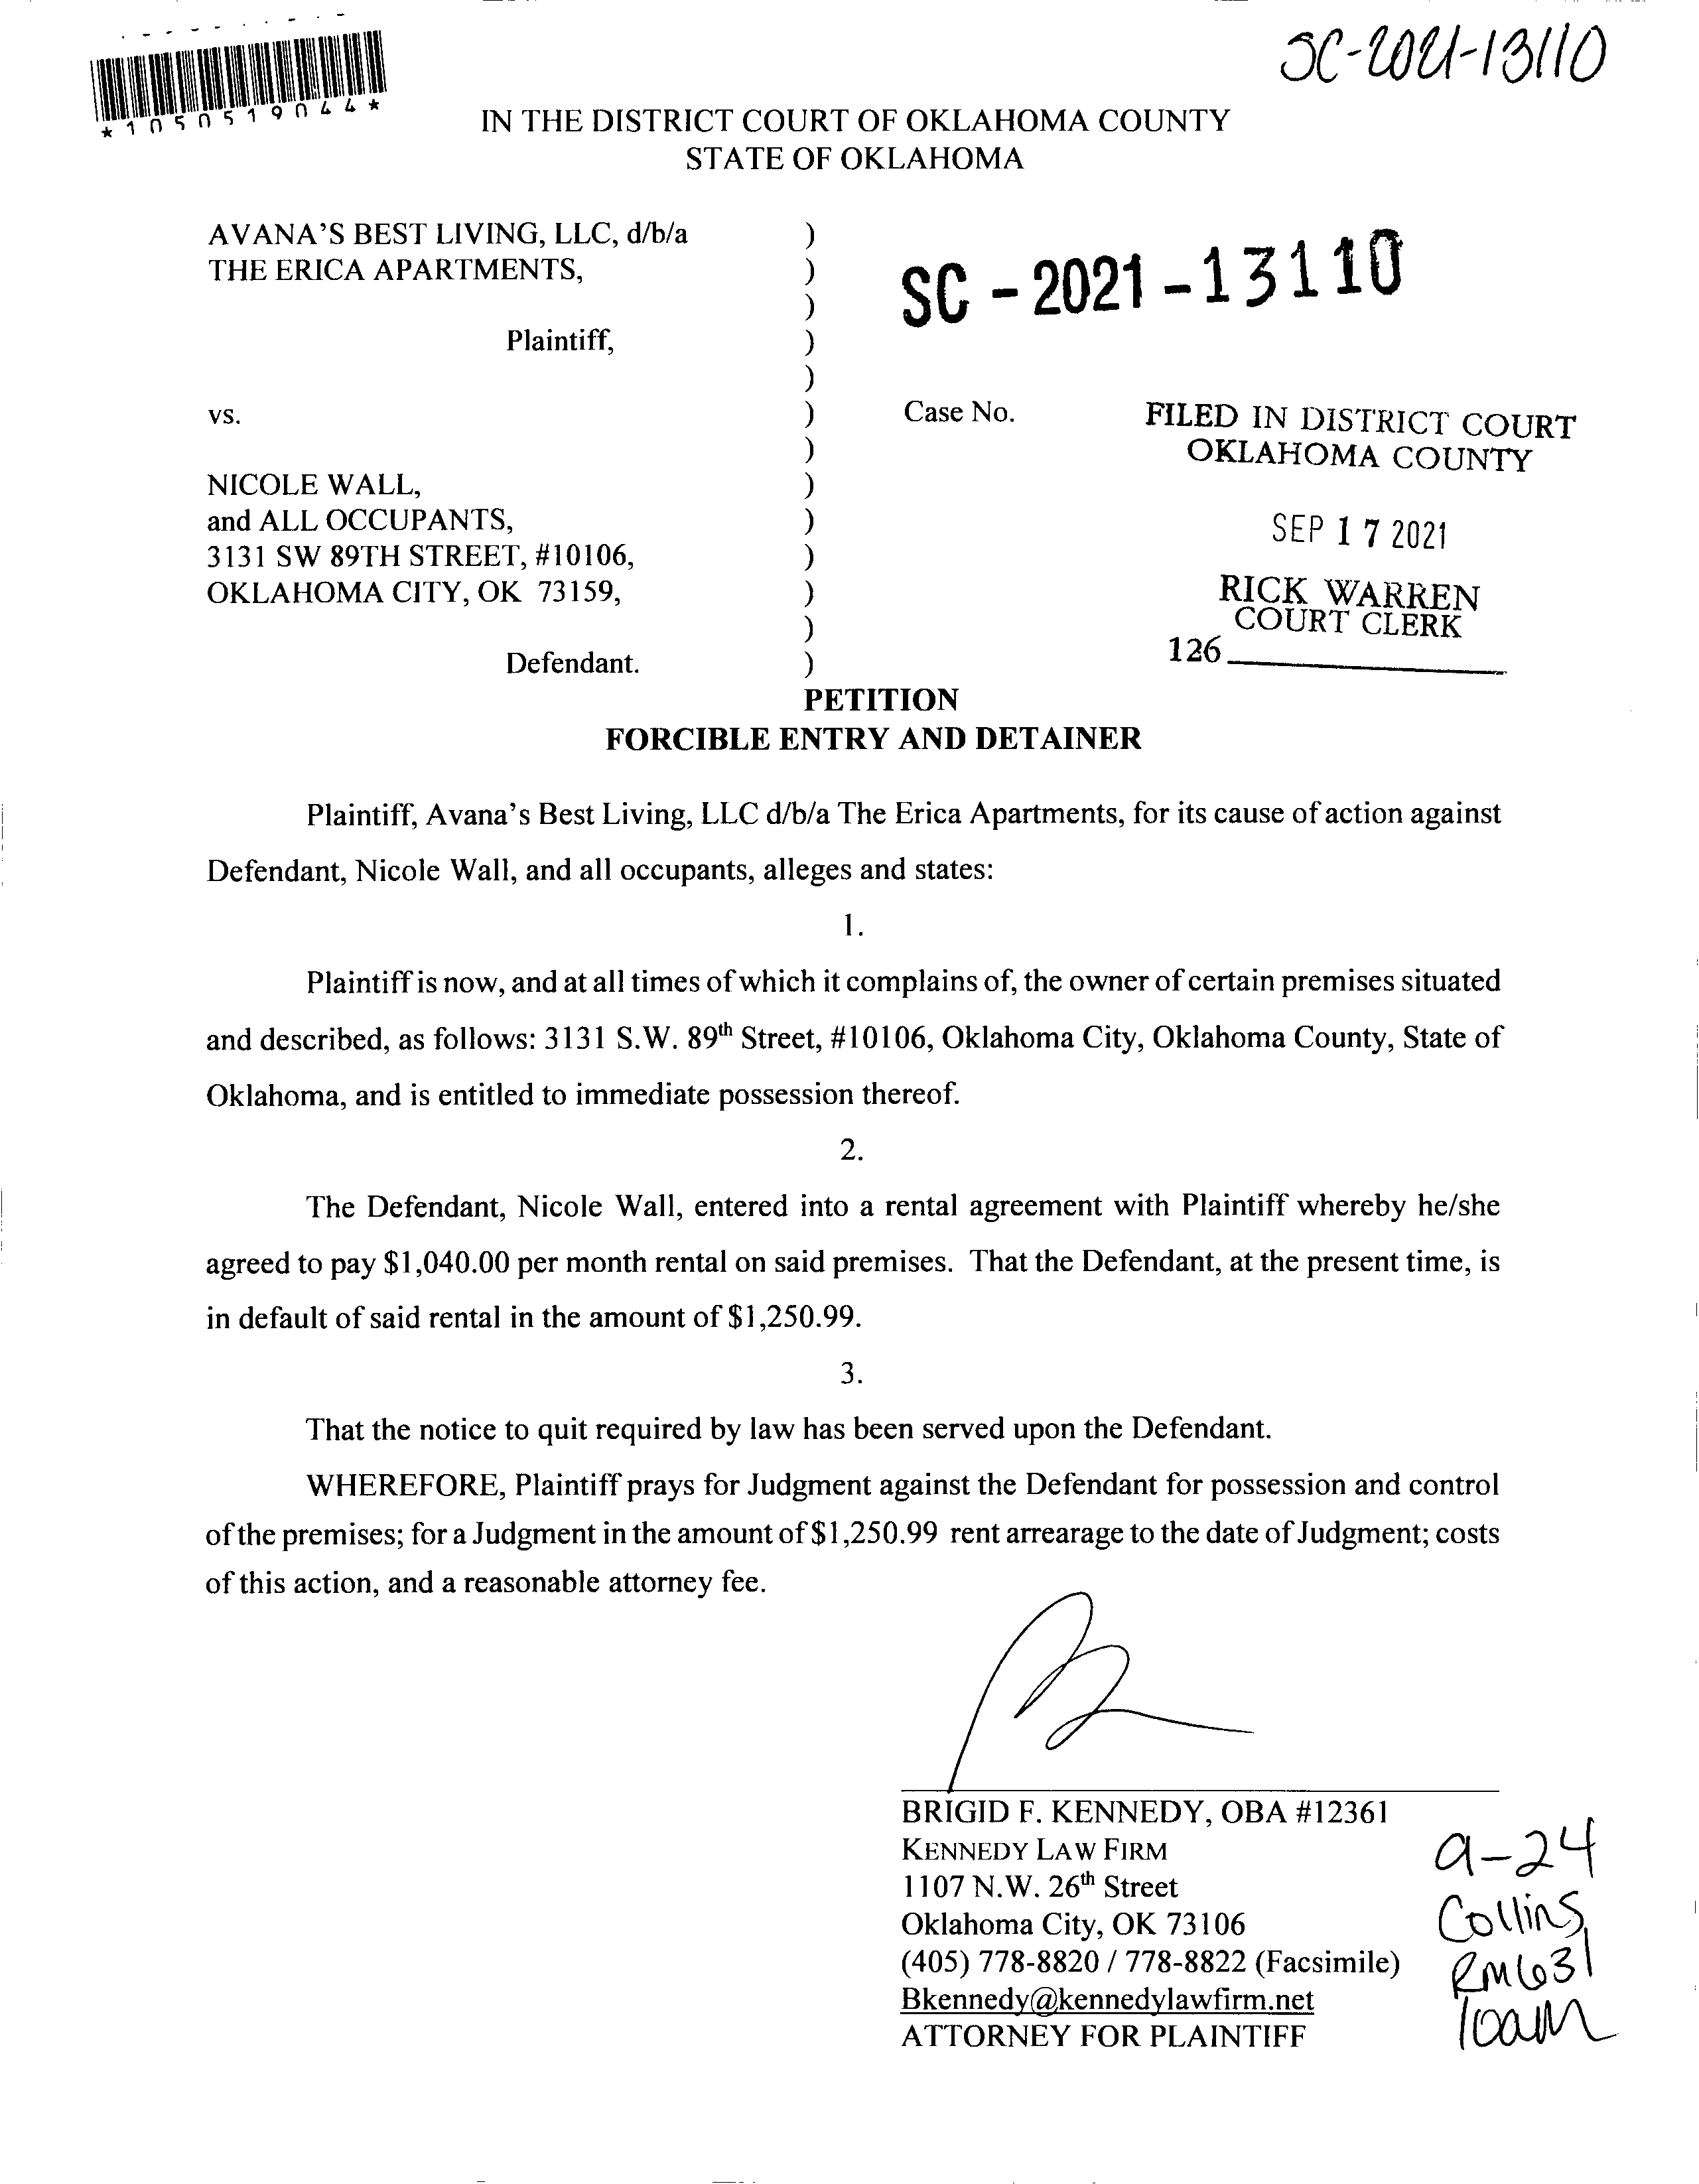 SC-2021-13110
*1050519044*
IN THE DISTRICT COURT OF OKLAHOMA COUNTY
STATE OF OKLAHOMA
AVANA'S BEST LIVING, LLC, d/b/a )
THE ERICA APARTMENTS, )
)
Plaintiff, )
)
vs. )
)
NICOLE WALL, )
and ALL OCCUPANTS, )
3131 SW 89TH STREET, #10106, )
OKLAHOMA CITY, OK 73159, )
)
Defendant. )
SC - 2021 - 13110
Case No.
FILED IN DISTRICT COURT
OKLAHOMA COUNTY
SEP 17 2021
RICK WARREN
COURT CLERK
126
PETITION
FORCIBLE ENTRY AND DETAINER
Plaintiff, Avana's Best Living, LLC d/b/a The Erica Apartments, for its cause of action against
Defendant, Nicole Wall, and all occupants, alleges and states:
1.
Plaintiff is now, and at all times of which it complains of, the owner of certain premises situated
and described, as follows: 3131 S.W. 89th Street, #10106, Oklahoma City, Oklahoma County, State of
Oklahoma, and is entitled to immediate possession thereof.
2.
The Defendant, Nicole Wall, entered into a rental agreement with Plaintiff whereby he/she
agreed to pay $1,040.00 per month rental on said premises. That the Defendant, at the present time, is
in default of said rental in the amount of $1,250.99.
3.
That the notice to quit required by law has been served upon the Defendant.
WHEREFORE, Plaintiff prays for Judgment against the Defendant for possession and control
of the premises; for a Judgment in the amount of $1,250.99 rent arrearage to the date of Judgment; costs
of this action, and a reasonable attorney fee.
BRIGID F. KENNEDY, OBA #12361
KENNEDY LAW FIRM
1107 N.W. 26th Street
Oklahoma City, OK 73106
(405) 778-8820 / 778-8822 (Facsimile)
Bkennedy@kennedylawfirm.net
ATTORNEY FOR PLAINTIFF
9-24
Collins
RM631
10am